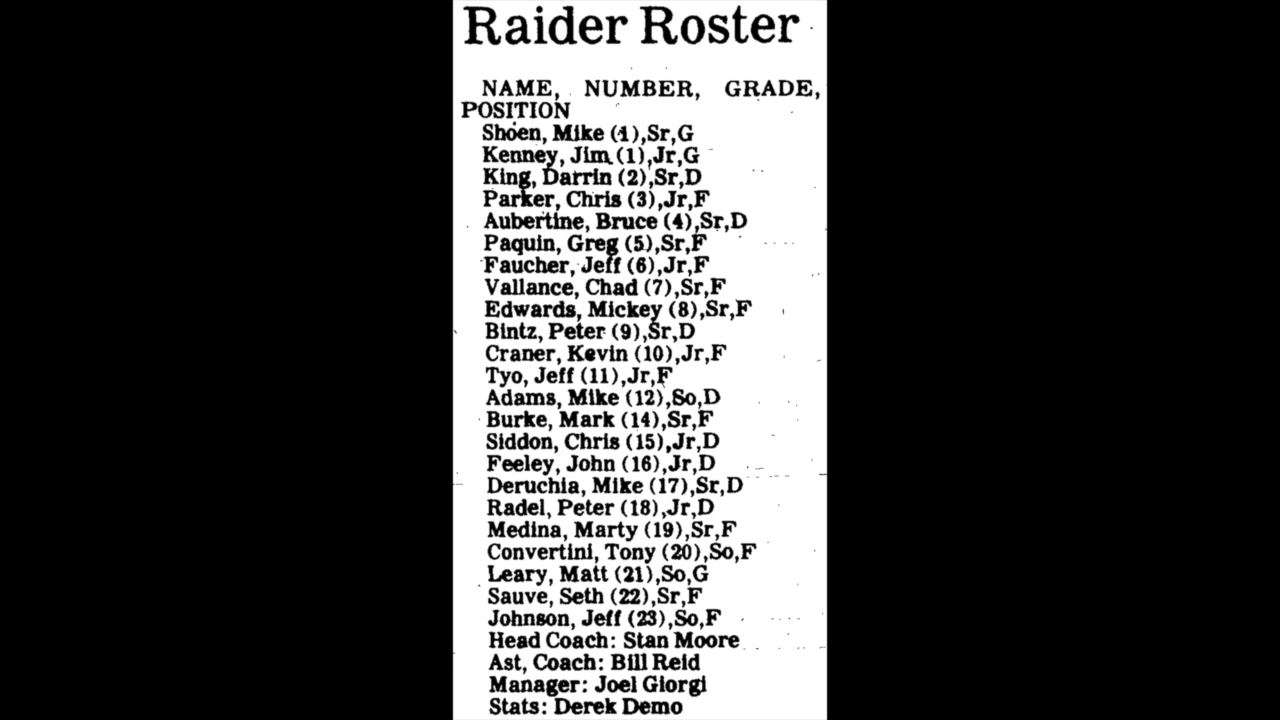 Raider Roster
NAME, NUMBER, GRADE,
POSITION
Shoen, Mike (1),Sr,G
Kenney, Jim (1),Jr,G
King, Darrin (2),Sr,D
Parker, Chris (3),Jr,F
Aubertine, Bruce (4),Sr,D
Paquin, Greg (5),Sr,F
Faucher, Jeff (6),Jr,F
Vallance, Chad (7),Sr,F
Edwards, Mickey (8),Sr,F
Bintz, Peter (9),Sr,D
Craner, Kevin (10),Jr,F
Tyo, Jeff (11),Jr,F
Adams, Mike (12),So,D
Burke, Mark (14),Sr,F
Siddon, Chris (15),Jr,D
Feeley, John (16),Jr,D
Deruchia, Mike (17),Sr,D
Radel, Peter (18),Jr,D
Medina, Marty (19),Sr,F
Convertini, Tony (20),So,F
Leary, Matt (21),So,G
Sauve, Seth (22),Sr,F
Johnson, Jeff (23),So,F
Head Coach: Stan Moore
Ast, Coach: Bill Reid
Manager: Joel Giorgi
Stats: Derek Demo